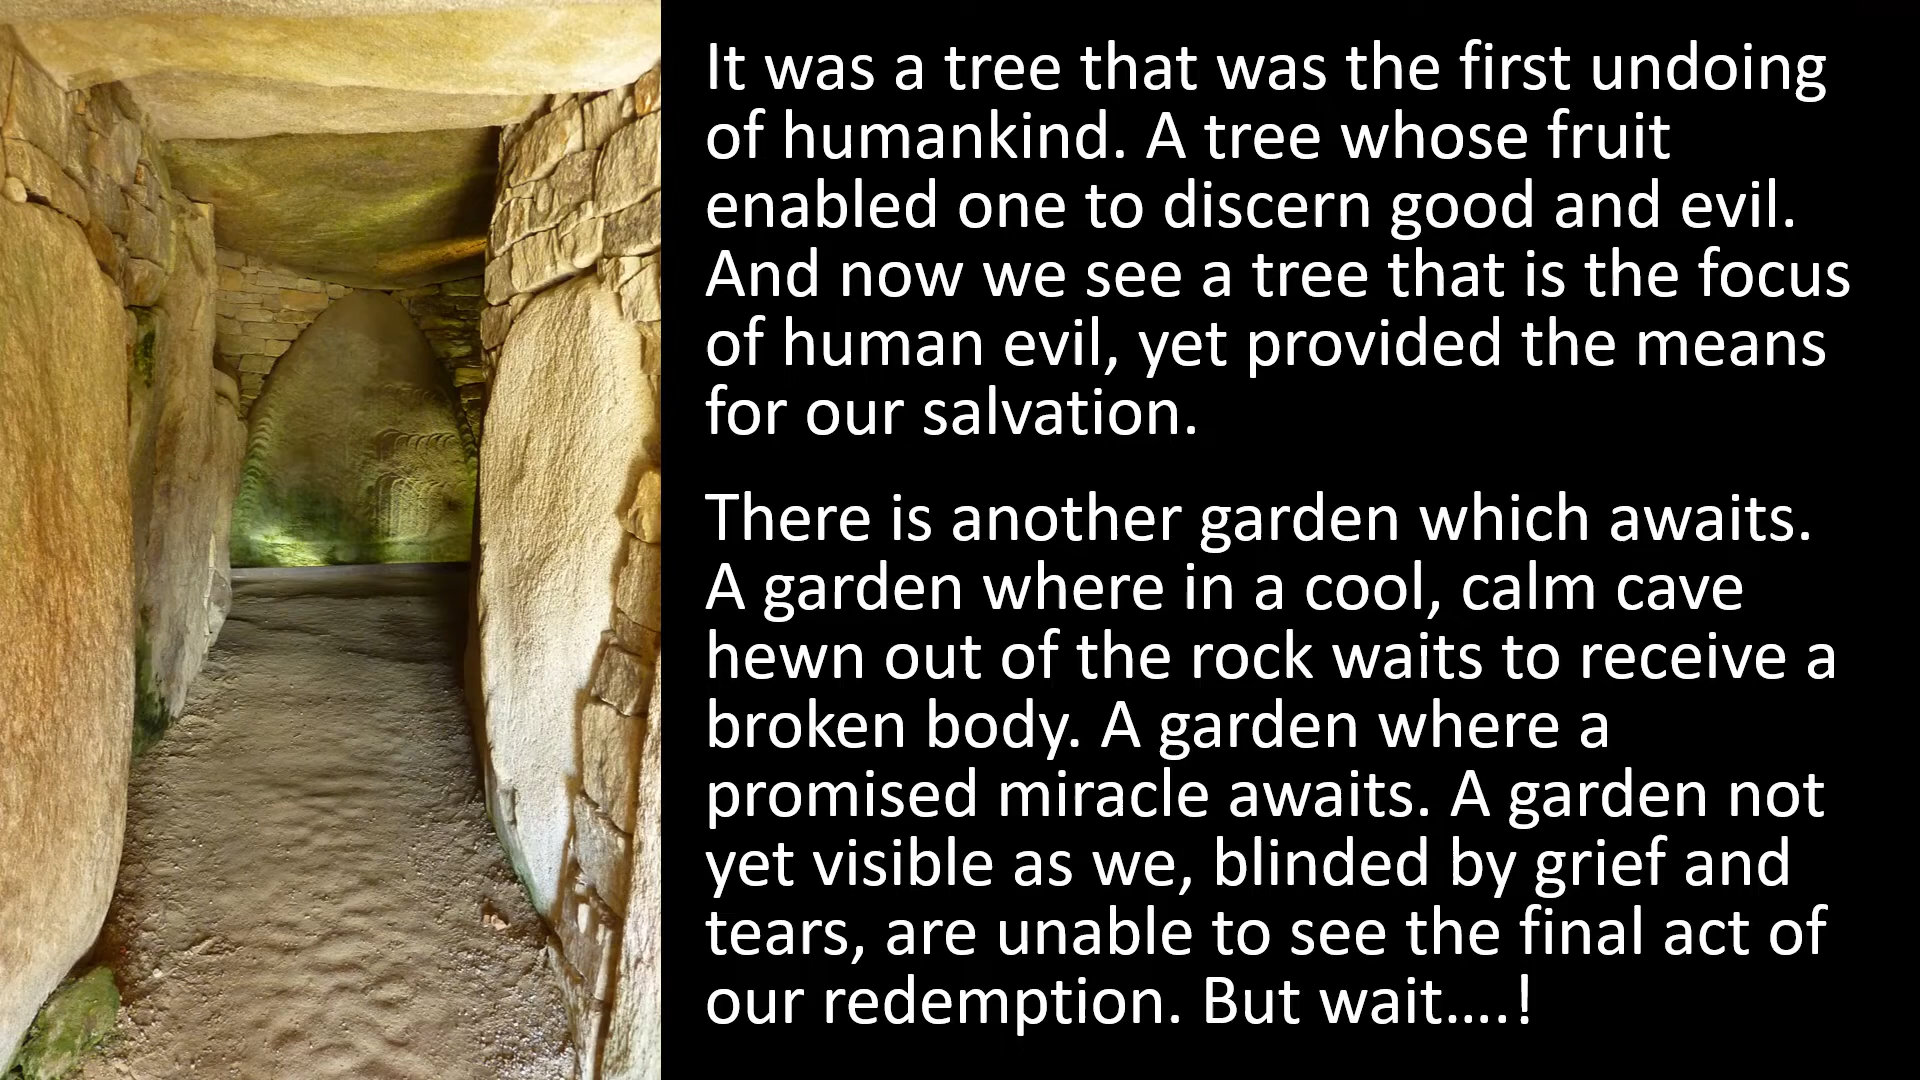 It was a tree that was the first undoing
of humankind. A tree whose fruit
enabled one to discern good and evil.
And now we see a tree that is the focus
of human evil, yet provided the means
for our salvation.
There is another garden which awaits.
A garden where in a cool, calm cave
hewn out of the rock waits to receive a
broken body. A garden where a
promised miracle awaits. A garden not
yet visible as we, blinded by grief and
tears, are unable to see the final act of
our redemption. But wait….!